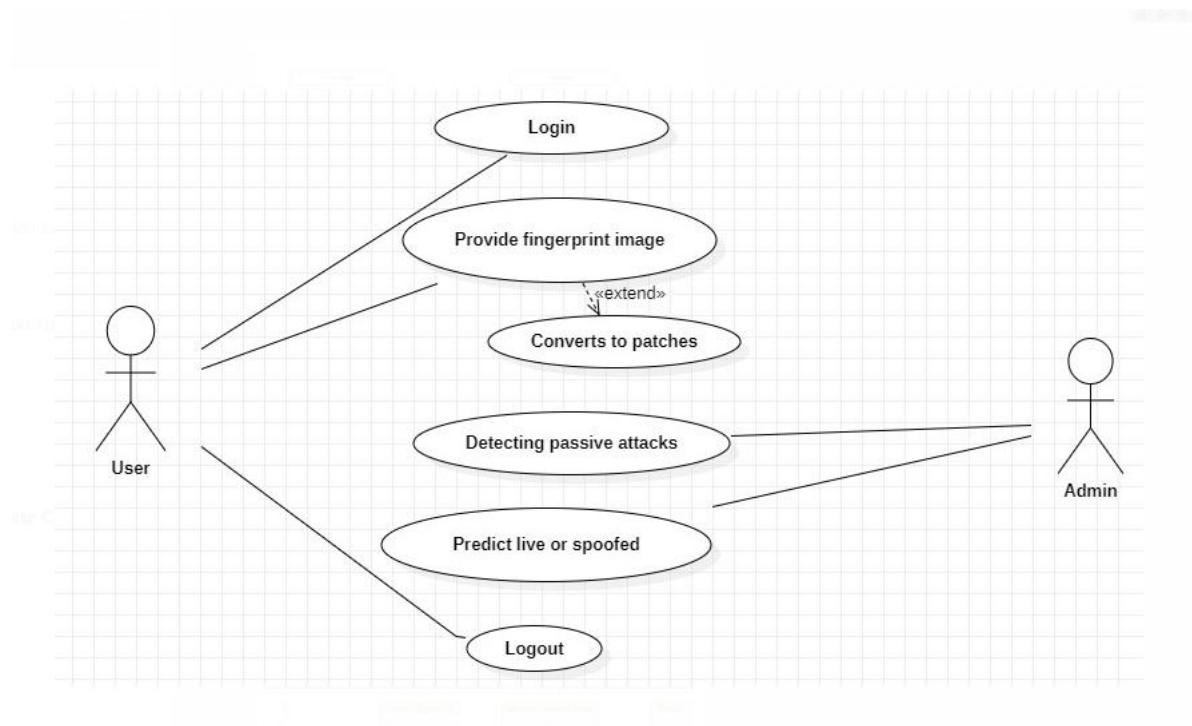 Login
Provide fingerprint image
«extend»
Converts to patches
Detecting passive attacks
User
Admin
Predict live or spoofed
Logout